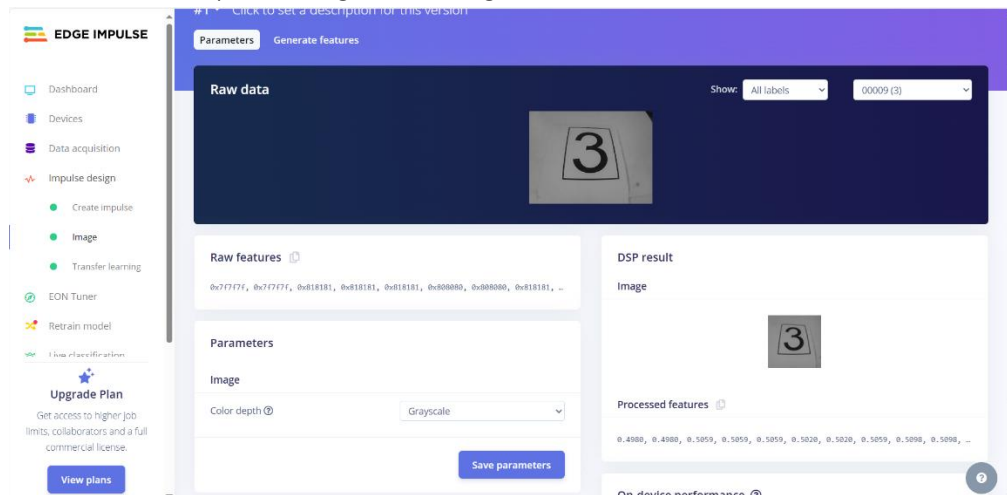 #1 Click to set a description for this version
EDGE IMPULSE
Parameters Generate features
Dashboard
Devices
Data acquisition
Impulse design
Create impulse
Image
Transfer learning
EON Tuner
Retrain model
Live classification
Upgrade Plan
Get access to higher job
limits, collaborators and a full
commercial license.
View plans
Raw data
Show: All labels 00009 (3)
3
Raw features
0x7f7f7f, 0x7f7f7f, 0x818181, 0x818181, 0x818181, 0x808080, 0x808080, 0x818181, …
Parameters
Image
Color depth Grayscale
Save parameters
DSP result
Image
3
Processed features
0.4980, 0.4980, 0.5059, 0.5059, 0.5059, 0.5020, 0.5020, 0.5059, 0.5098, 0.5098, …
On-device performance